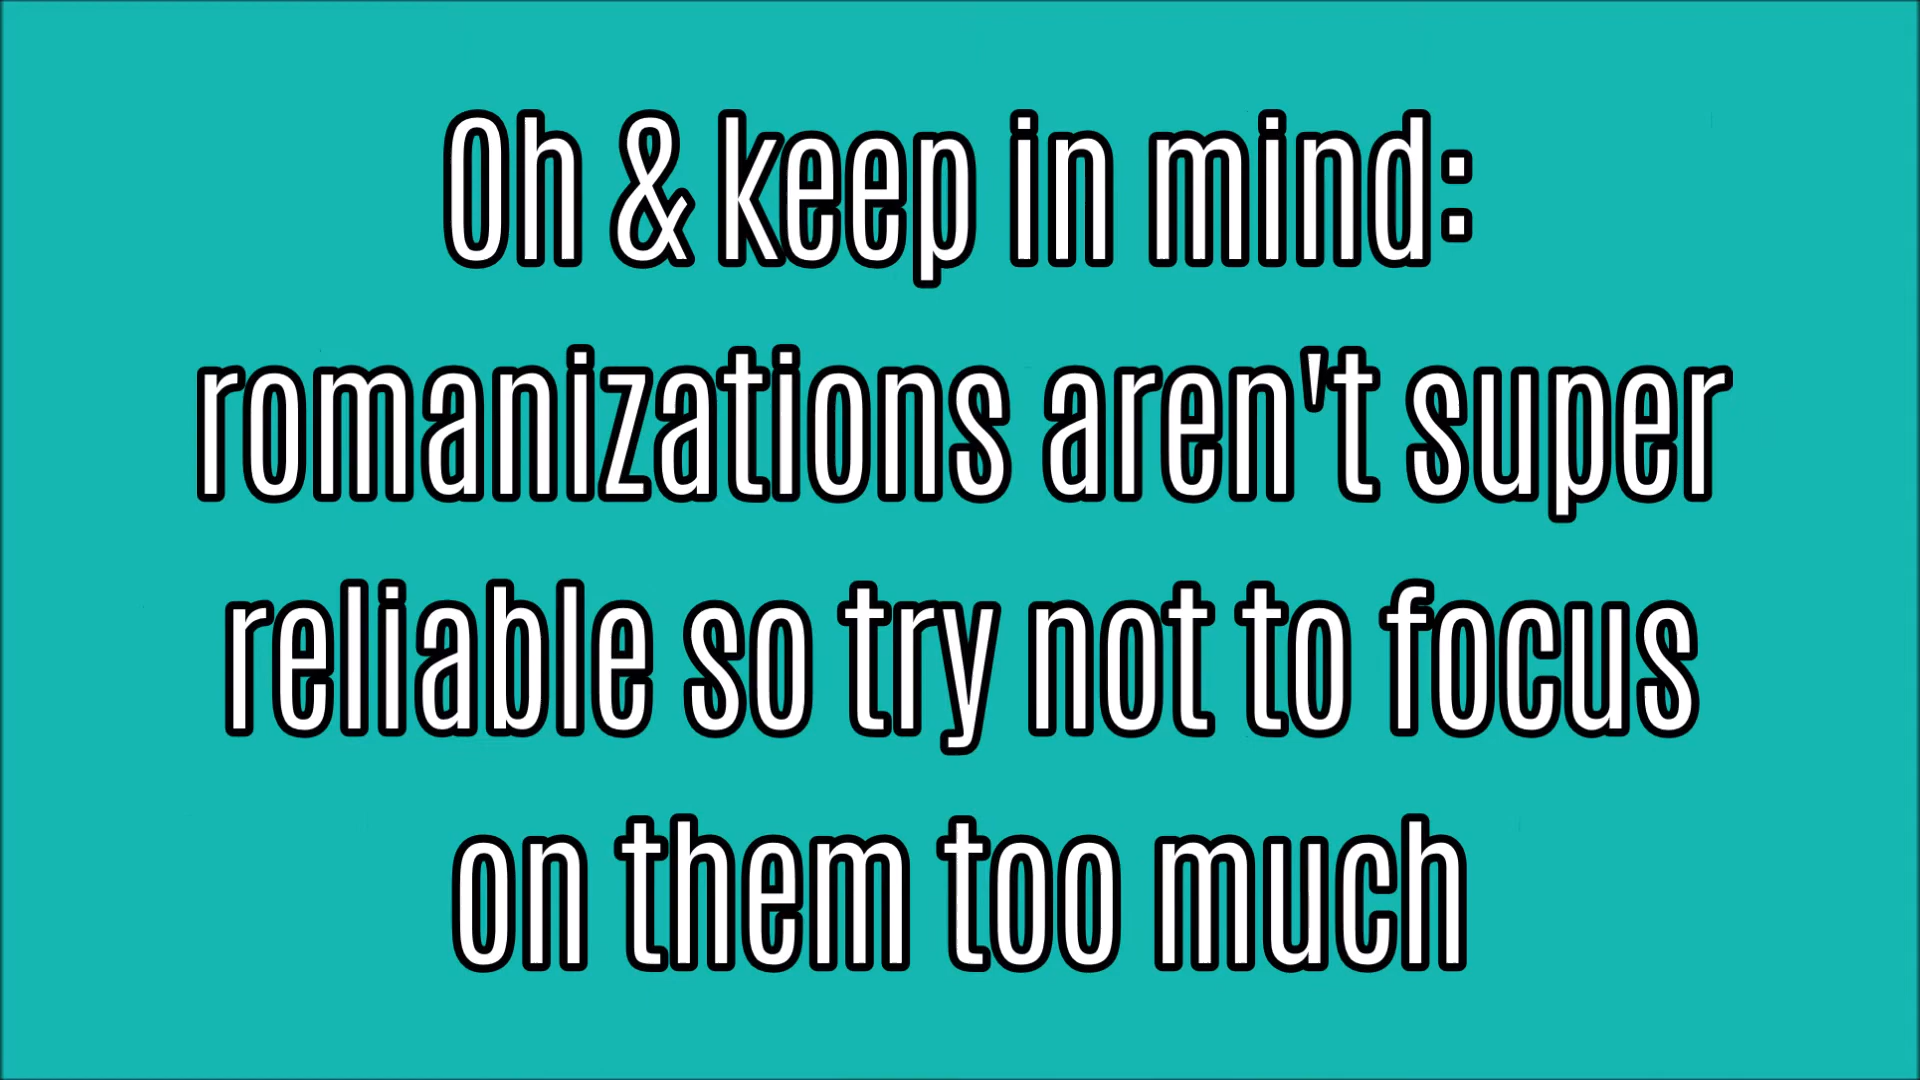 Oh & keep in mind:
romanizations aren't super
reliable so try not to focus
on them too much